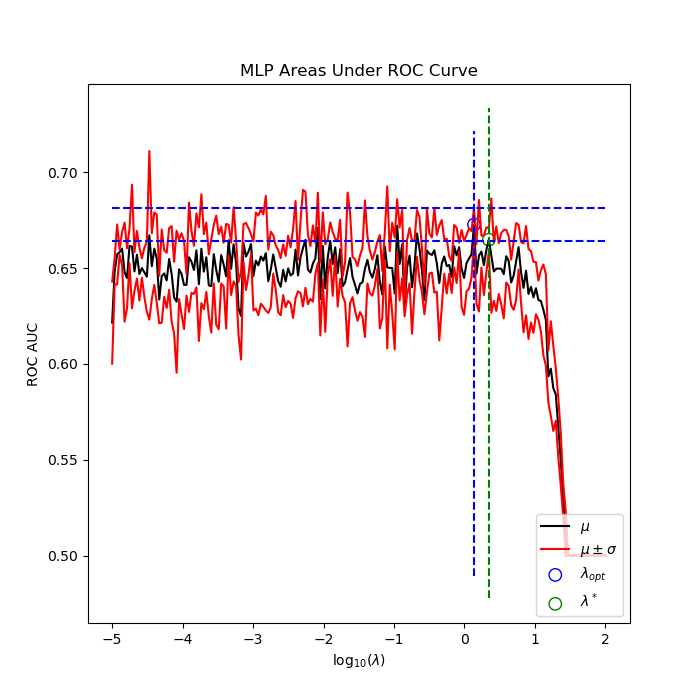 MLP Areas Under ROC Curve
ROC AUC
0.70
0.65
0.60
0.55
0.50
−5
−4
−3
−2
−1
0
1
2
log₁₀(λ)
μ
μ ± σ
λ_opt
λ*